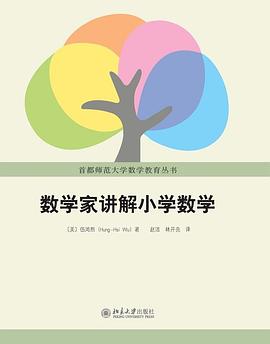 首都师范大学数学教育丛书
数学家讲解小学数学
〔美〕伍鸿熙 (Hung-Hsi Wu) 著 赵洁 林开亮 译
北京大学出版社
PEKING UNIVERSITY PRESS